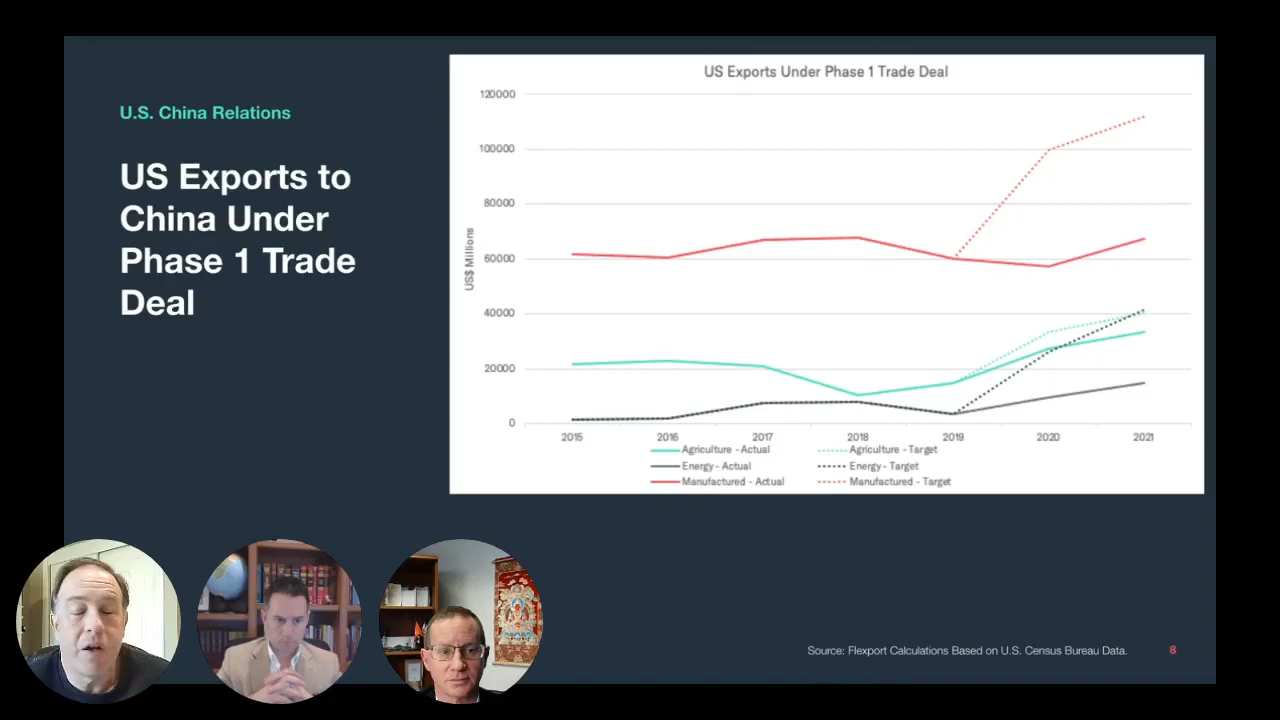 U.S. China Relations
US Exports to
China Under
Phase 1 Trade
Deal
US Exports Under Phase 1 Trade Deal
US$ Millions
120000
100000
80000
60000
40000
20000
0
2015 2016 2017 2018 2019 2020 2021
Agriculture - Actual Agriculture - Target
Energy - Actual Energy - Target
Manufactured - Actual Manufactured - Target
Source: Flexport Calculations Based on U.S. Census Bureau Data. 8